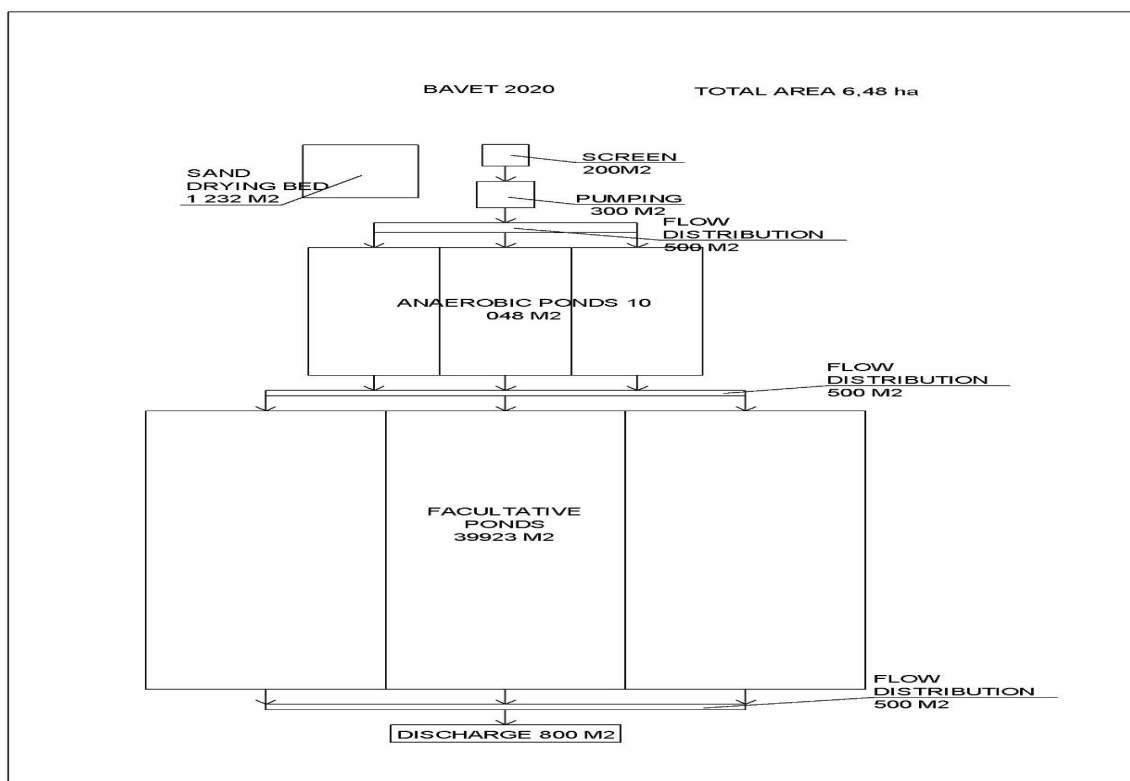 BAVET 2020
TOTAL AREA 6,48 ha
SAND
DRYING BED
1 232 M2
SCREEN
200M2
PUMPING
300 M2
FLOW
DISTRIBUTION
500 M2
ANAEROBIC PONDS 10
048 M2
FLOW
DISTRIBUTION
500 M2
FACULTATIVE
PONDS
39923 M2
FLOW
DISTRIBUTION
500 M2
DISCHARGE 800 M2